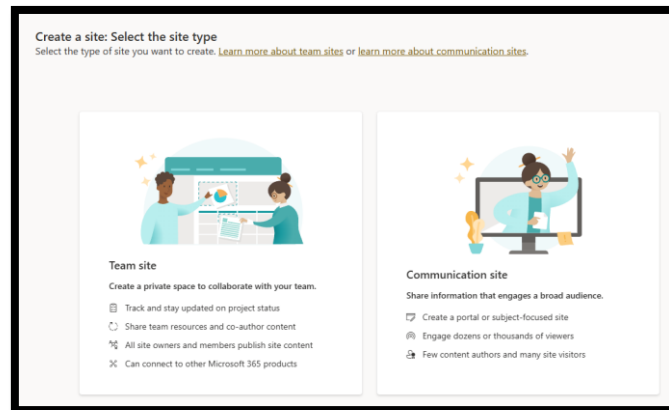 Create a site: Select the site type
Select the type of site you want to create. Learn more about team sites or learn more about communication sites.
Team site
Create a private space to collaborate with your team.
Track and stay updated on project status
Share team resources and co-author content
All site owners and members publish site content
Can connect to other Microsoft 365 products
Communication site
Share information that engages a broad audience.
Create a portal or subject-focused site
Engage dozens or thousands of viewers
Few content authors and many site visitors